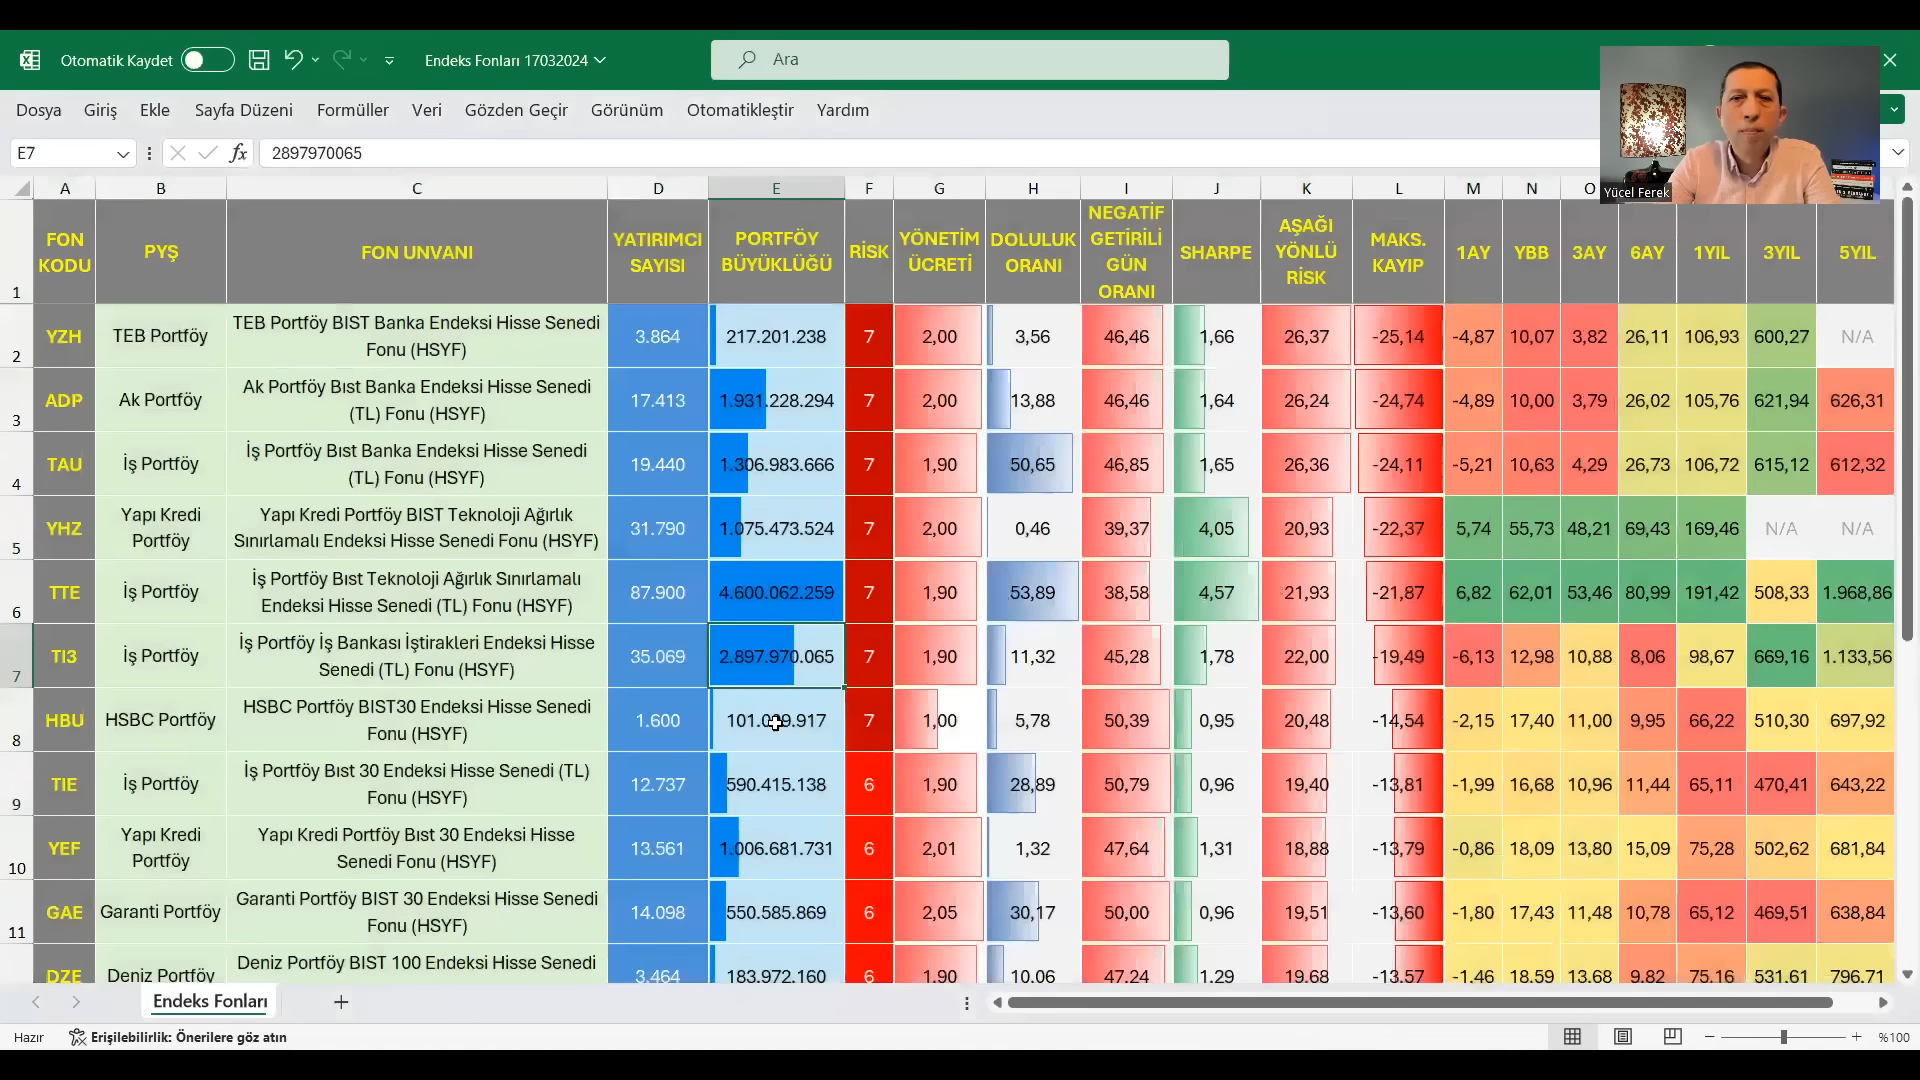 Otomatik Kaydet
Endeks Fonları 17032024
Ara
Dosya Giriş Ekle Sayfa Düzeni Formüller Veri Gözden Geçir Görünüm Otomatikleştir Yardım
E7 fx 2897970065
Yücel Ferek
A B C D E F G H I J K L M N O P Q R S
1 FON KODU PYŞ FON UNVANI YATIRIMCI SAYISI PORTFÖY BÜYÜKLÜĞÜ RİSK YÖNETİM ÜCRETİ DOLULUK ORANI NEGATİF GETİRİLİ GÜN ORANI SHARPE AŞAĞI YÖNLÜ RİSK MAKS. KAYIP 1AY YBB 3AY 6AY 1YIL 3YIL 5YIL
2 YZH TEB Portföy TEB Portföy BIST Banka Endeksi Hisse Senedi Fonu (HSYF) 3.864 217.201.238 7 2,00 3,56 46,46 1,66 26,37 -25,14 -4,87 10,07 3,82 26,11 106,93 600,27 N/A
3 ADP Ak Portföy Ak Portföy Bıst Banka Endeksi Hisse Senedi (TL) Fonu (HSYF) 17.413 1.931.228.294 7 2,00 13,88 46,46 1,64 26,24 -24,74 -4,89 10,00 3,79 26,02 105,76 621,94 626,31
4 TAU İş Portföy İş Portföy Bıst Banka Endeksi Hisse Senedi (TL) Fonu (HSYF) 19.440 1.306.983.666 7 1,90 50,65 46,85 1,65 26,36 -24,11 -5,21 10,63 4,29 26,73 106,72 615,12 612,32
5 YHZ Yapı Kredi Portföy Yapı Kredi Portföy BIST Teknoloji Ağırlık Sınırlamalı Endeksi Hisse Senedi Fonu (HSYF) 31.790 1.075.473.524 7 2,00 0,46 39,37 4,05 20,93 -22,37 5,74 55,73 48,21 69,43 169,46 N/A N/A
6 TTE İş Portföy İş Portföy Bıst Teknoloji Ağırlık Sınırlamalı Endeksi Hisse Senedi (TL) Fonu (HSYF) 87.900 4.600.062.259 7 1,90 53,89 38,58 4,57 21,93 -21,87 6,82 62,01 53,46 80,99 191,42 508,33 1.968,86
7 TI3 İş Portföy İş Portföy İş Bankası İştirakleri Endeksi Hisse Senedi (TL) Fonu (HSYF) 35.069 2.897.970.065 7 1,90 11,32 45,28 1,78 22,00 -19,49 -6,13 12,98 10,88 8,06 98,67 669,16 1.133,56
8 HBU HSBC Portföy HSBC Portföy BIST30 Endeksi Hisse Senedi Fonu (HSYF) 1.600 7 1,00 5,78 50,39 0,95 20,48 -14,54 -2,15 17,40 11,00 9,95 66,22 510,30 697,92
9 TIE İş Portföy İş Portföy Bıst 30 Endeksi Hisse Senedi (TL) Fonu (HSYF) 12.737 590.415.138 6 1,90 28,89 50,79 0,96 19,40 -13,81 -1,99 16,68 10,96 11,44 65,11 470,41 643,22
10 YEF Yapı Kredi Portföy Yapı Kredi Portföy Bıst 30 Endeksi Hisse Senedi Fonu (HSYF) 13.561 1.006.681.731 6 2,01 1,32 47,64 1,31 18,88 -13,79 -0,86 18,09 13,80 15,09 75,28 502,62 681,84
11 GAE Garanti Portföy Garanti Portföy BIST 30 Endeksi Hisse Senedi Fonu (HSYF) 14.098 550.585.869 6 2,05 30,17 50,00 0,96 19,51 -13,60 -1,80 17,43 11,48 10,78 65,12 469,51 638,84
DZE Deniz Portföy Deniz Portföy BIST 100 Endeksi Hisse Senedi 3.464 183.972.160 6 1,90 10,06 47,24 1,29 19,68 -13,57 -1,46 18,59 13,68 9,82 75,16 531,61 796,71
Endeks Fonları
Hazır Erişilebilirlik: Önerilere göz atın %100